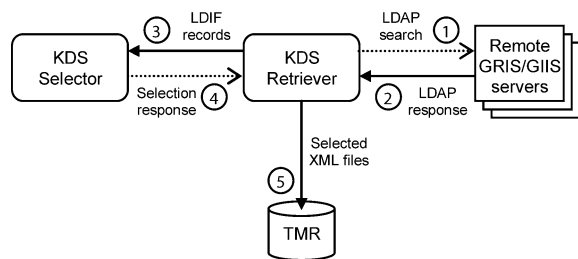 3
LDIF
records
LDAP
search
1
KDS
Selector
KDS
Retriever
Remote
GRIS/GIIS
servers
Selection
response
4
2
LDAP
response
Selected
XML files
5
TMR